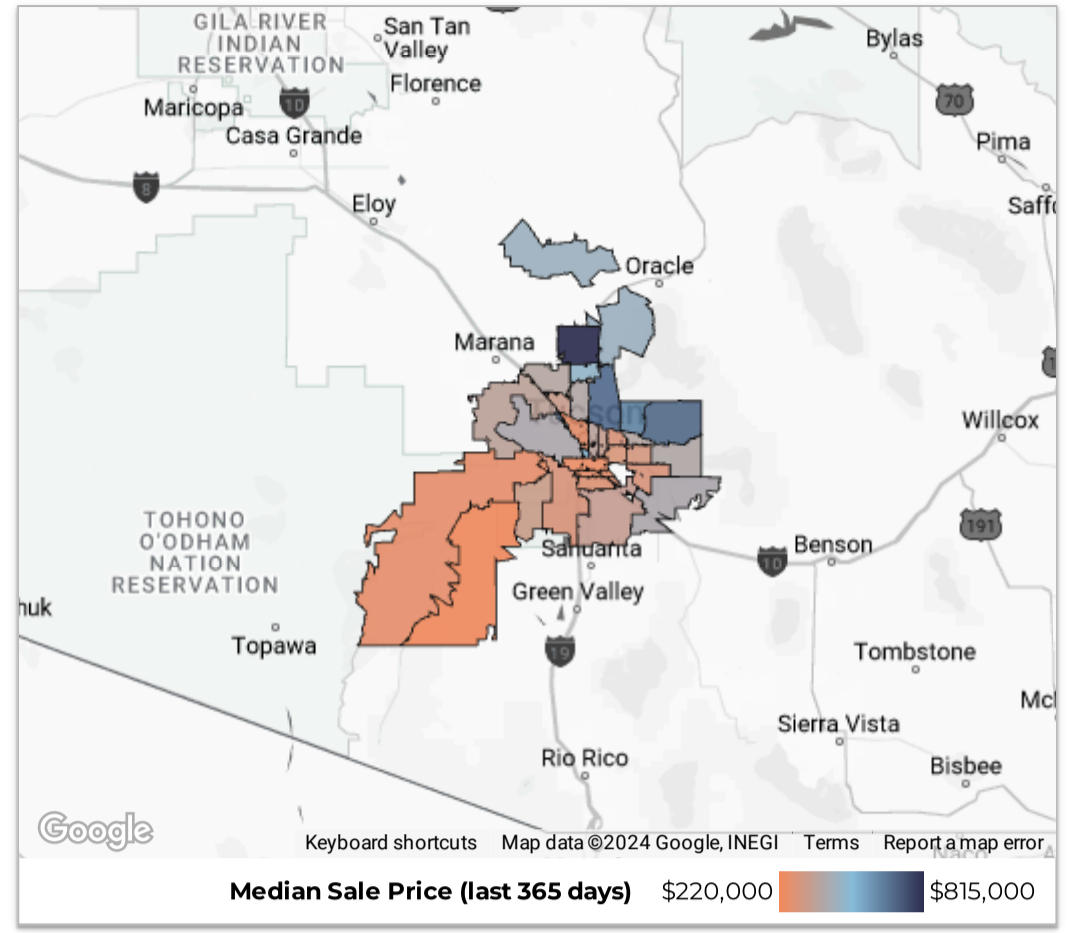 GILA RIVER
INDIAN
RESERVATION
San Tan
Valley
Bylas
Florence
70
Maricopa
10
Casa Grande
Pima
8
Eloy
Oracle
Marana
Tucson
Willcox
191
TOHONO
O'ODHAM
NATION
RESERVATION
Benson
10
Sahuarita
Green Valley
Topawa
19
Tombstone
Sierra Vista
Rio Rico
Bisbee
Google
Keyboard shortcuts
Map data ©2024 Google, INEGI
Terms
Report a map error
Naco
Median Sale Price (last 365 days)
$220,000
$815,000